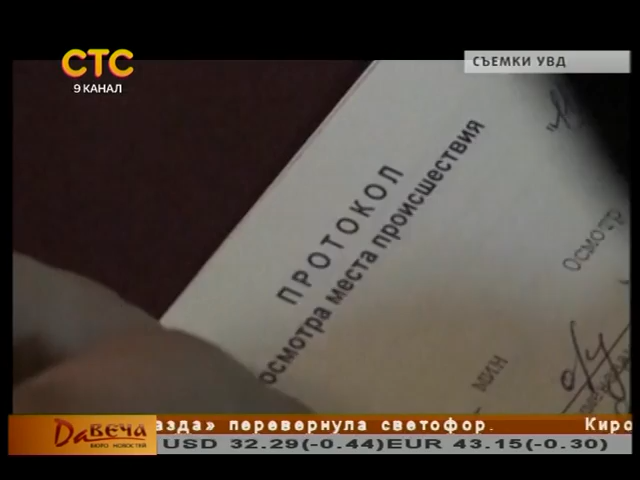 СТС
9 КАНАЛ
СЪЕМКИ УВД
ПРОТОКОЛ
осмотра места происшествия
Осмотр
мин
ДаВЕЧА
БЮРО НОВОСТЕЙ
азда» перевернула светофор. Киро
USD 32.29(-0.44)EUR 43.15(-0.30)